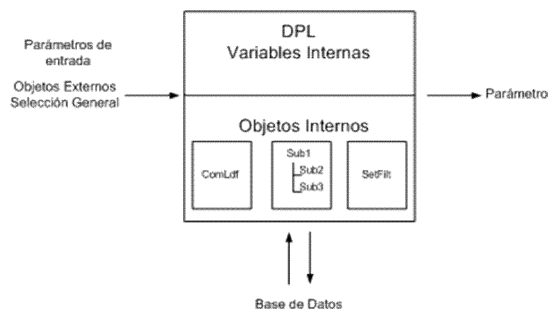 DPL
Variables Internas
Parámetros de
entrada
Objetos Externos
Selección General
Parámetro
Objetos Internos
ComLdf
Sub1
Sub2
Sub3
SetFilt
Base de Datos